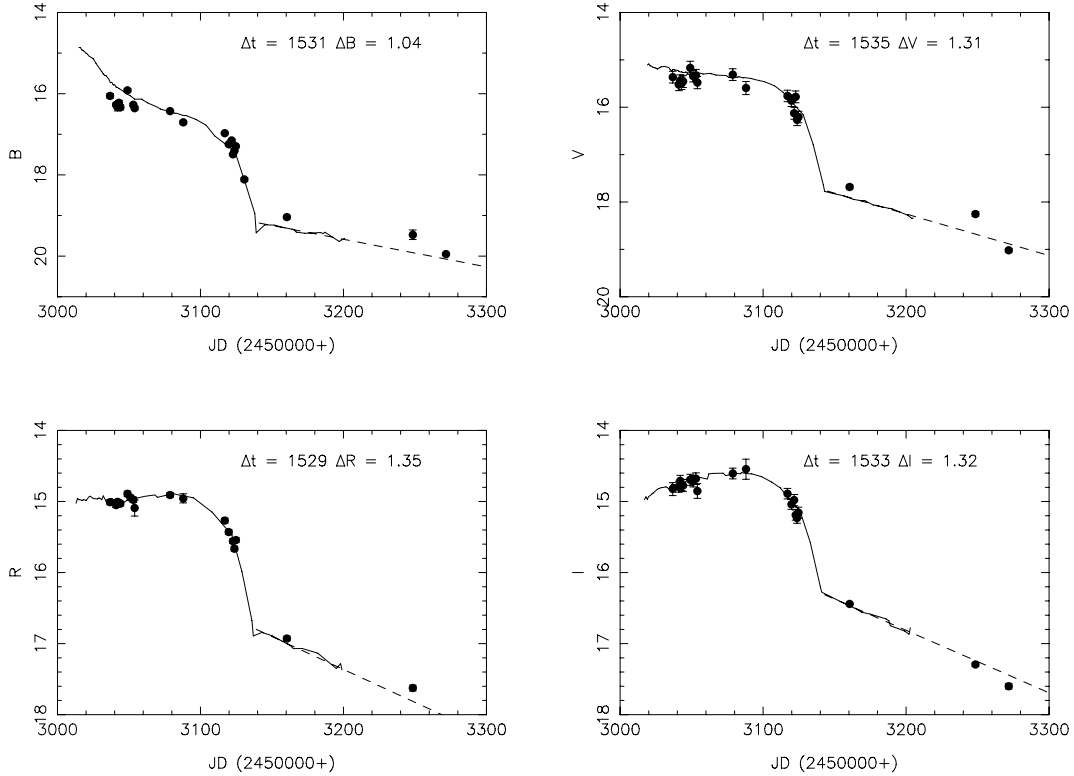 Δt = 1531 ΔB = 1.04
14
16
18
20
B
3000 3100 3200 3300
JD (2450000+)
Δt = 1535 ΔV = 1.31
14
16
18
20
V
3000 3100 3200 3300
JD (2450000+)
Δt = 1529 ΔR = 1.35
14
15
16
17
18
R
3000 3100 3200 3300
JD (2450000+)
Δt = 1533 ΔI = 1.32
14
15
16
17
18
I
3000 3100 3200 3300
JD (2450000+)